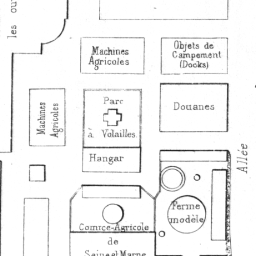 les ou
Machines
Agricoles
Objets de
Campement
(Docks)
Machines
Agricoles
Parc
à Volailles
Douanes
Hangar
Allée
Ferme
modèle
Comice-Agricole
de
Seine et Marne